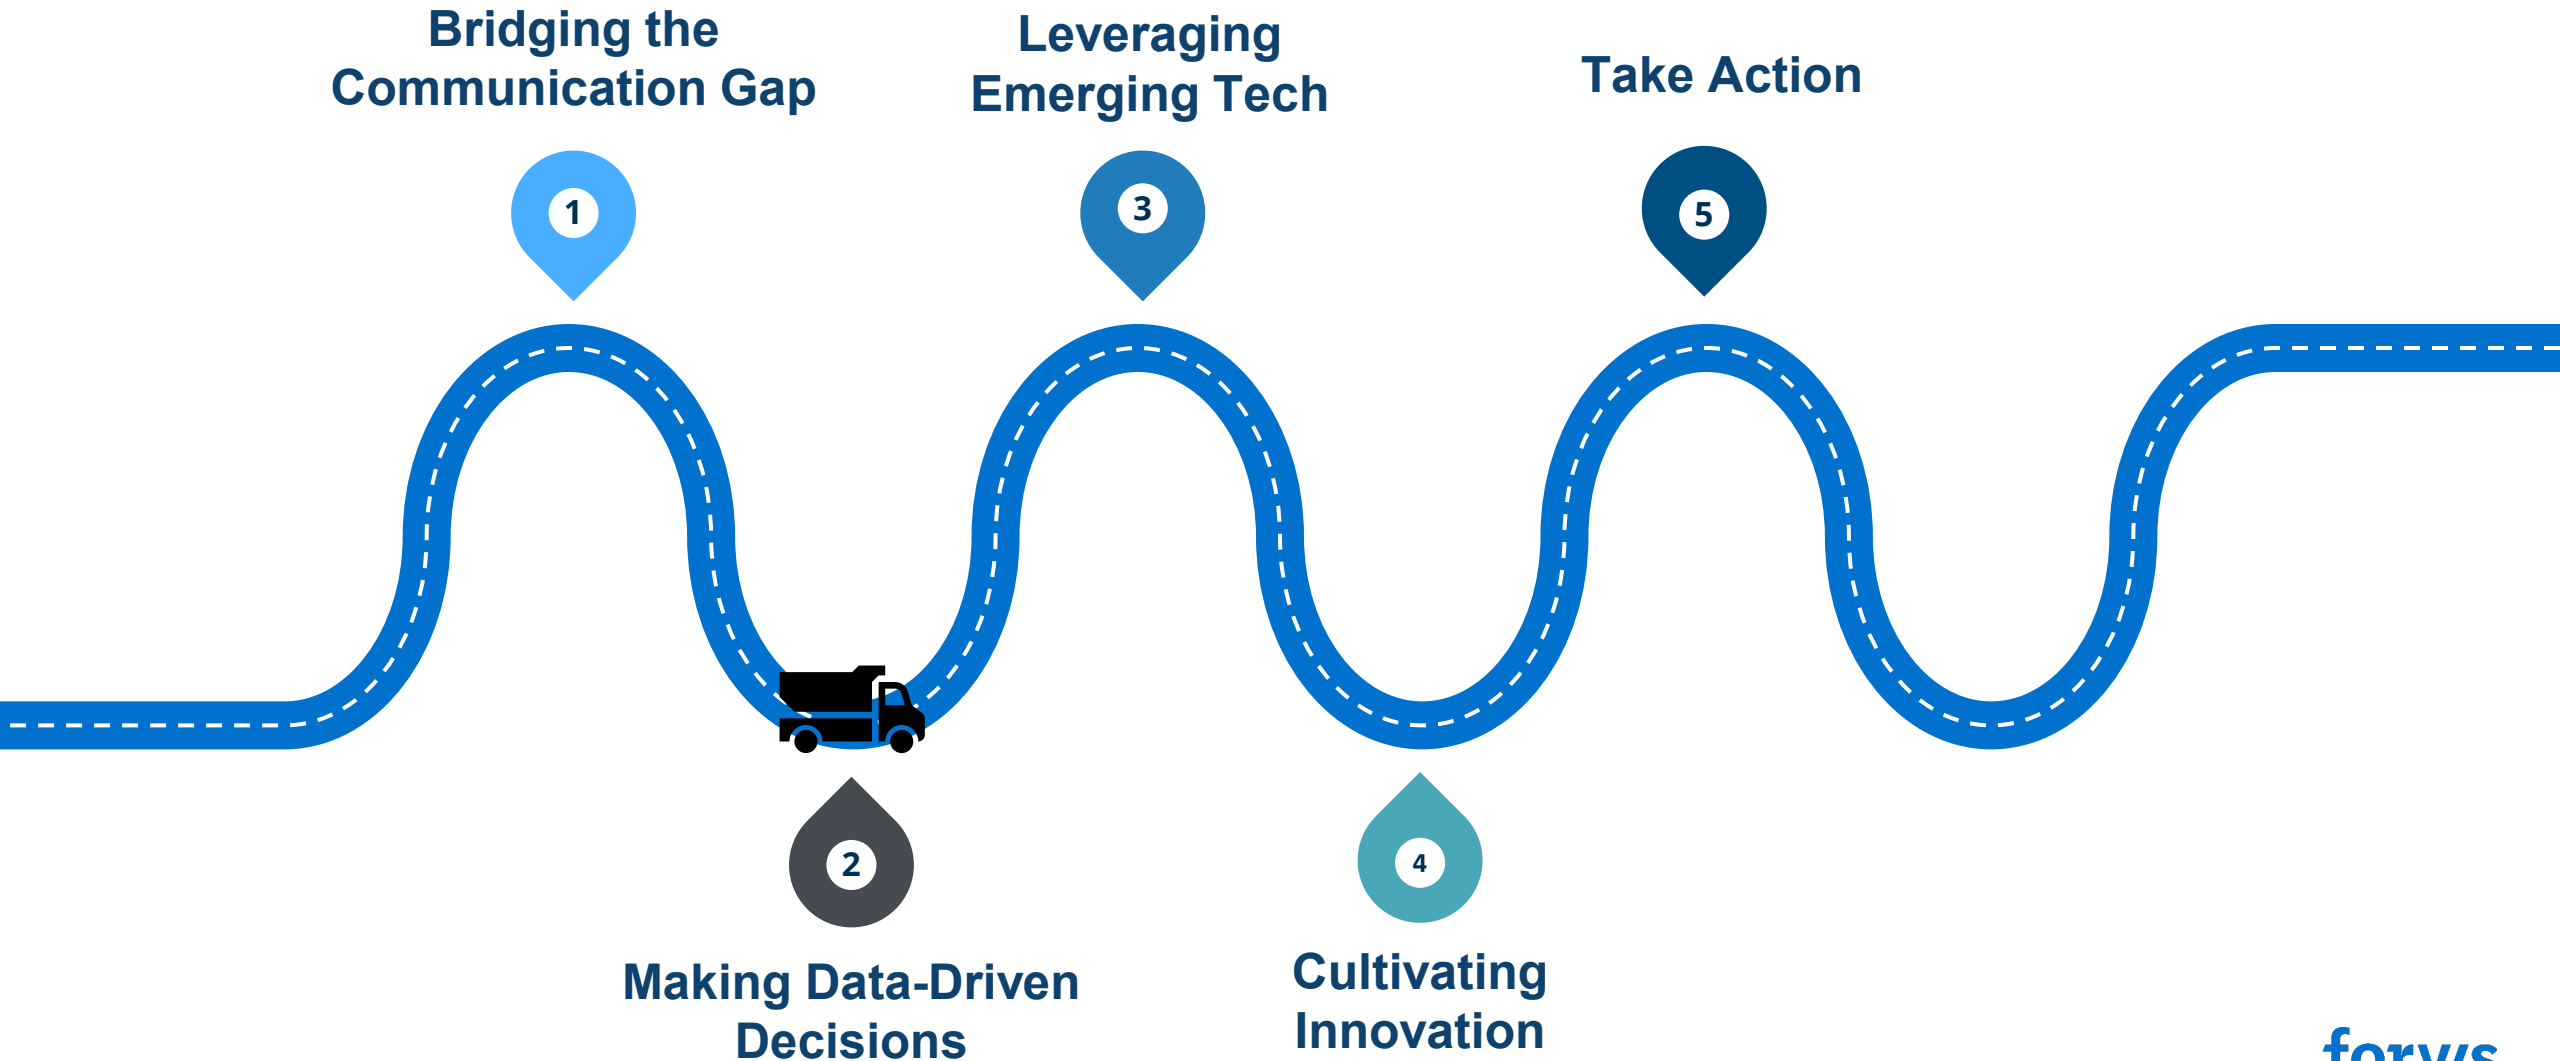 Bridging the
Communication Gap
1
Making Data-Driven
Decisions
2
Leveraging
Emerging Tech
3
Cultivating
Innovation
4
Take Action
5
forvis